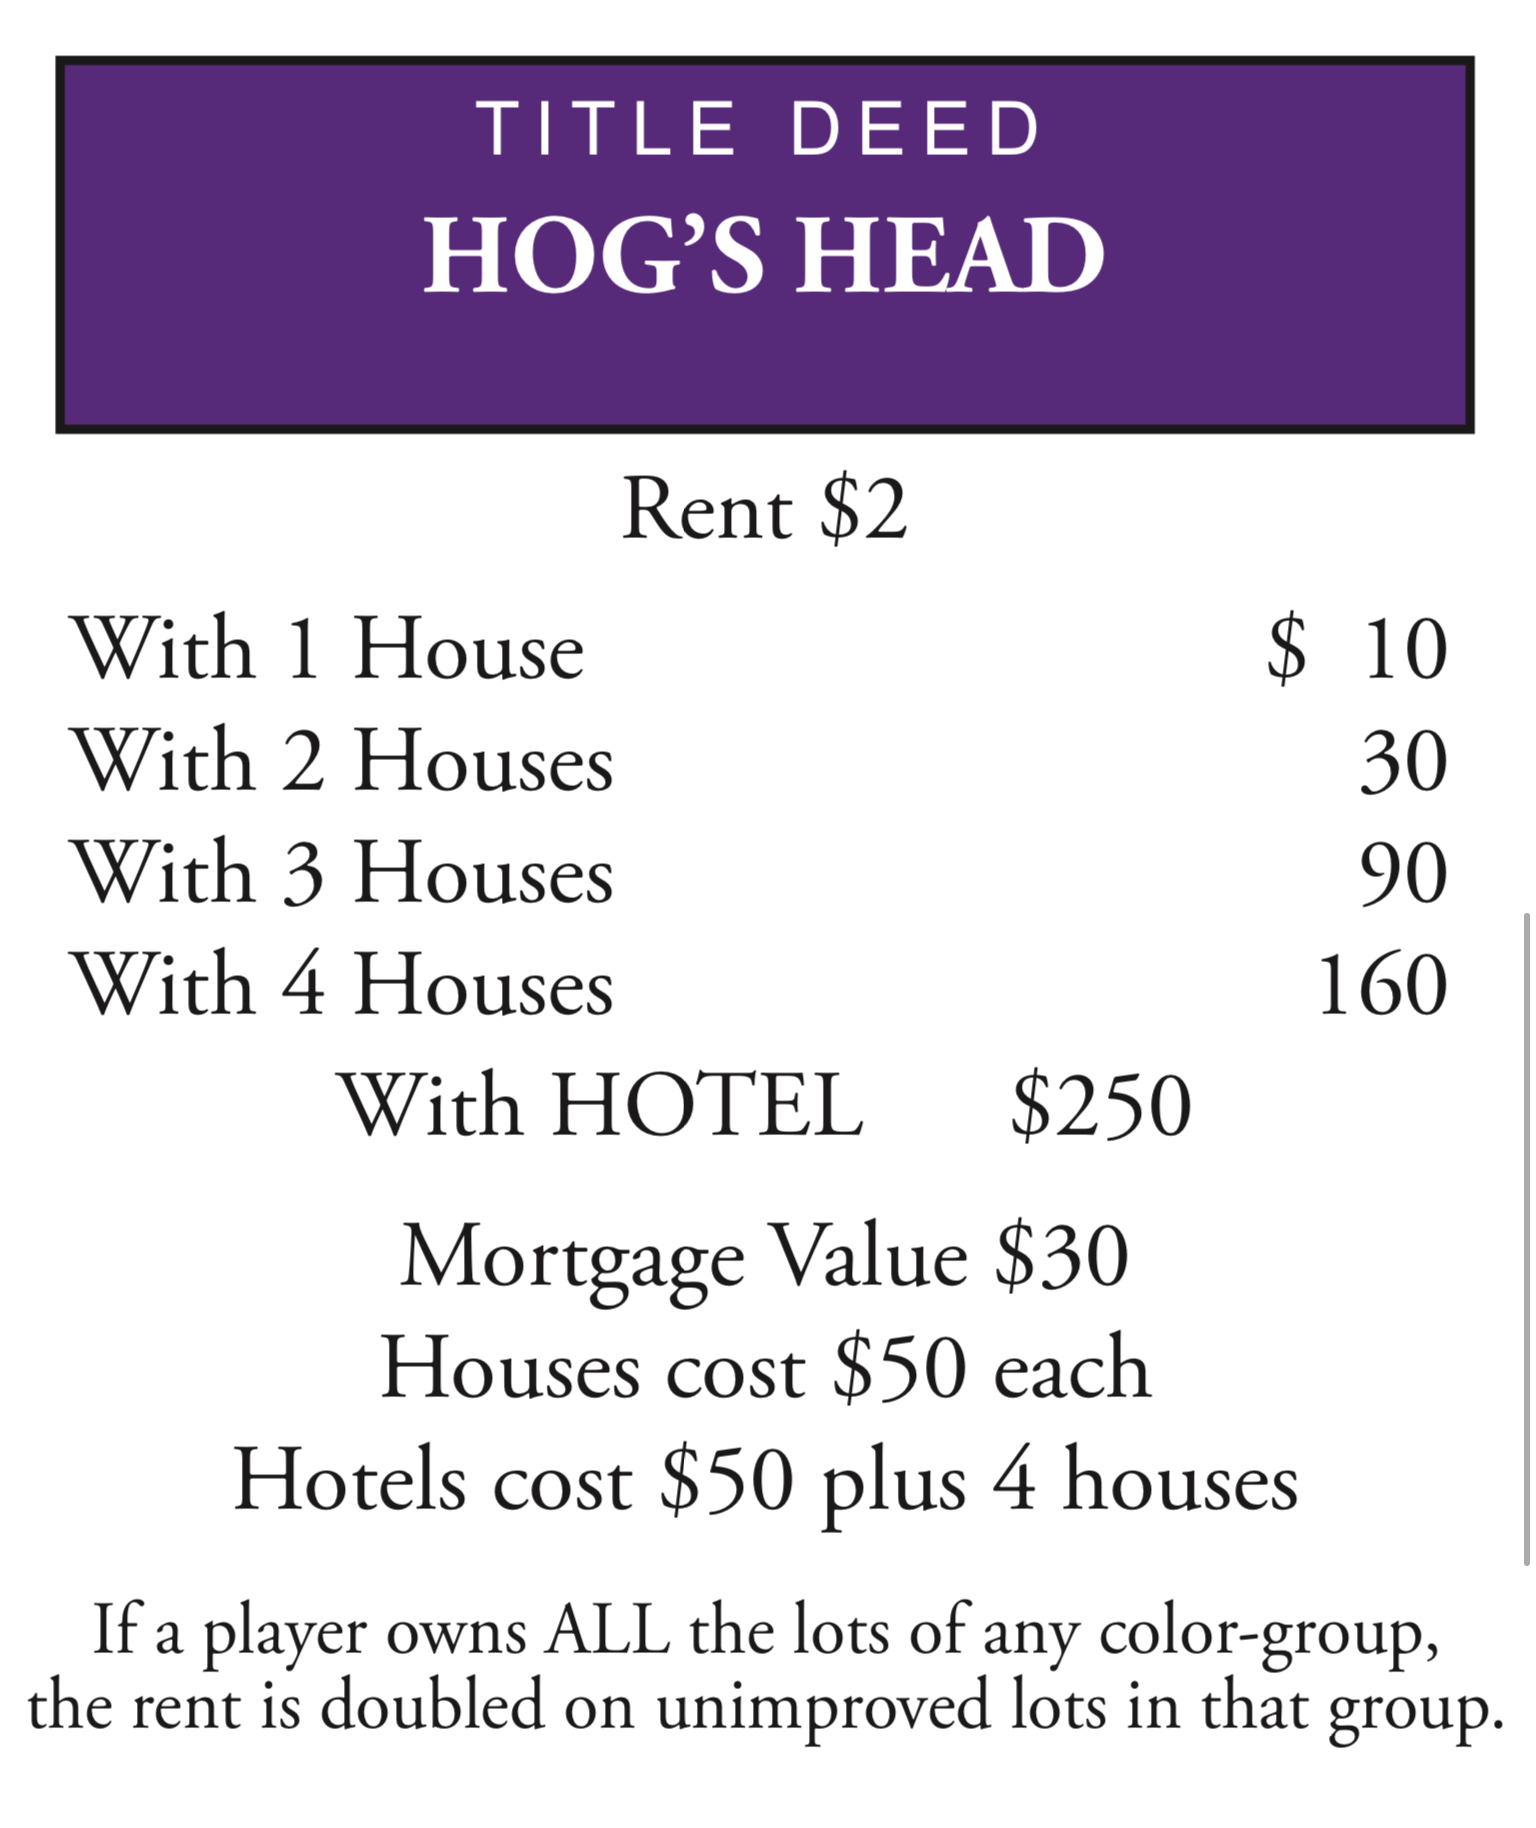 TITLE DEED
HOG’S HEAD
Rent $2
With 1 House $ 10
With 2 Houses 30
With 3 Houses 90
With 4 Houses 160
With HOTEL $250
Mortgage Value $30
Houses cost $50 each
Hotels cost $50 plus 4 houses
If a player owns ALL the lots of any color-group,
the rent is doubled on unimproved lots in that group.